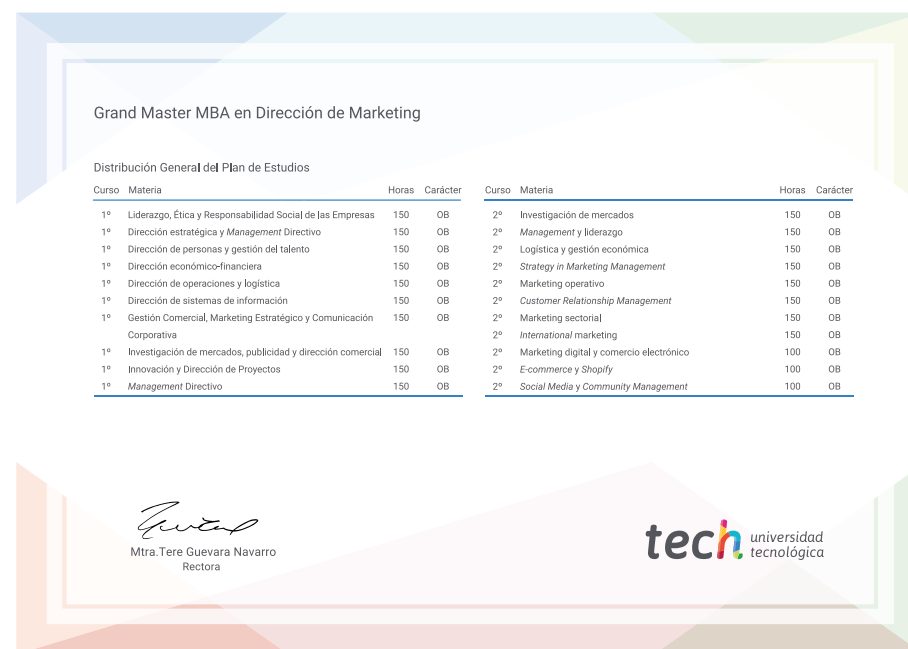 Grand Master MBA en Dirección de Marketing
Distribución General del Plan de Estudios
Curso Materia Horas Carácter
1º Liderazgo, Ética y Responsabilidad Social de las Empresas 150 OB
1º Dirección estratégica y Management Directivo 150 OB
1º Dirección de personas y gestión del talento 150 OB
1º Dirección económico-financiera 150 OB
1º Dirección de operaciones y logística 150 OB
1º Dirección de sistemas de información 150 OB
1º Gestión Comercial, Marketing Estratégico y Comunicación 150 OB
Corporativa
1º Investigación de mercados, publicidad y dirección comercial 150 OB
1º Innovación y Dirección de Proyectos 150 OB
1º Management Directivo 150 OB
Curso Materia Horas Carácter
2º Investigación de mercados 150 OB
2º Management y liderazgo 150 OB
2º Logística y gestión económica 150 OB
2º Strategy in Marketing Management 150 OB
2º Marketing operativo 150 OB
2º Customer Relationship Management 150 OB
2º Marketing sectorial 150 OB
2º International marketing 150 OB
2º Marketing digital y comercio electrónico 100 OB
2º E-commerce y Shopify 100 OB
2º Social Media y Community Management 100 OB
Mtra.Tere Guevara Navarro
Rectora
tech universidad
tecnológica